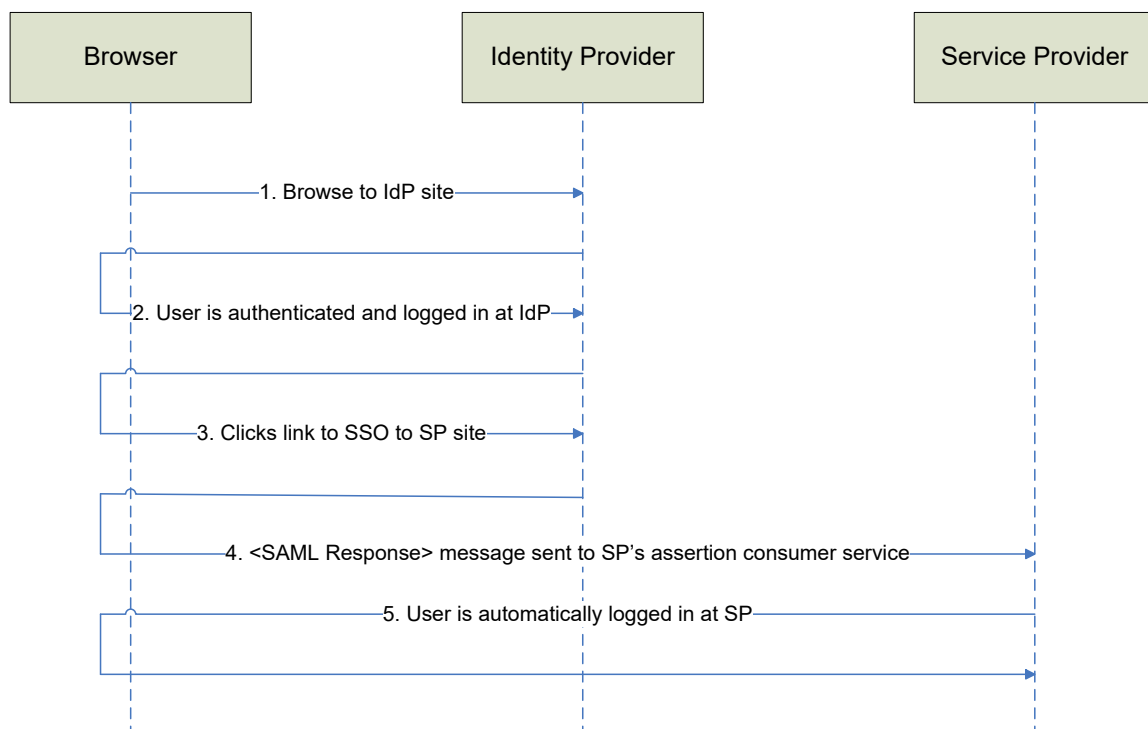 Browser
Identity Provider
Service Provider
1. Browse to IdP site
2. User is authenticated and logged in at IdP
3. Clicks link to SSO to SP site
4. <SAML Response> message sent to SP’s assertion consumer service
5. User is automatically logged in at SP